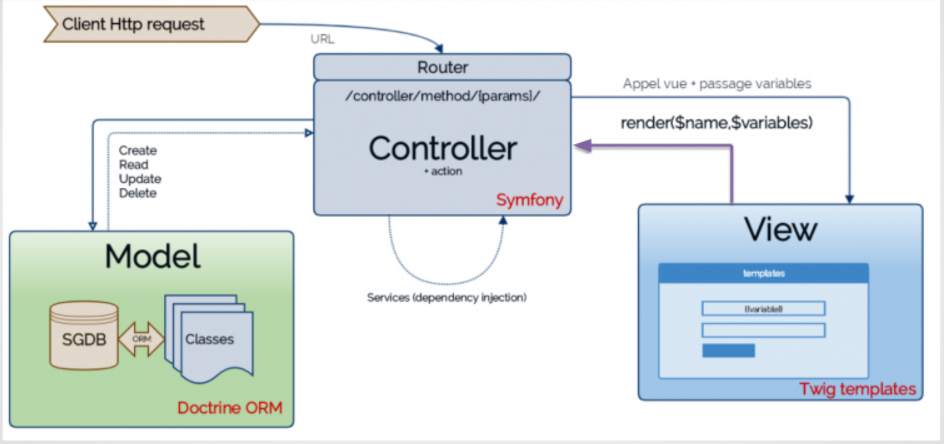 Client Http request
URL
Router
/controller/method/[params]/
Controller
+ action
Symfony
Appel vue + passage variables
render($name,$variables)
Create
Read
Update
Delete
Model
SGDB
ORM
Classes
Doctrine ORM
Services (dependency injection)
View
templates
{{variable}}
Twig templates